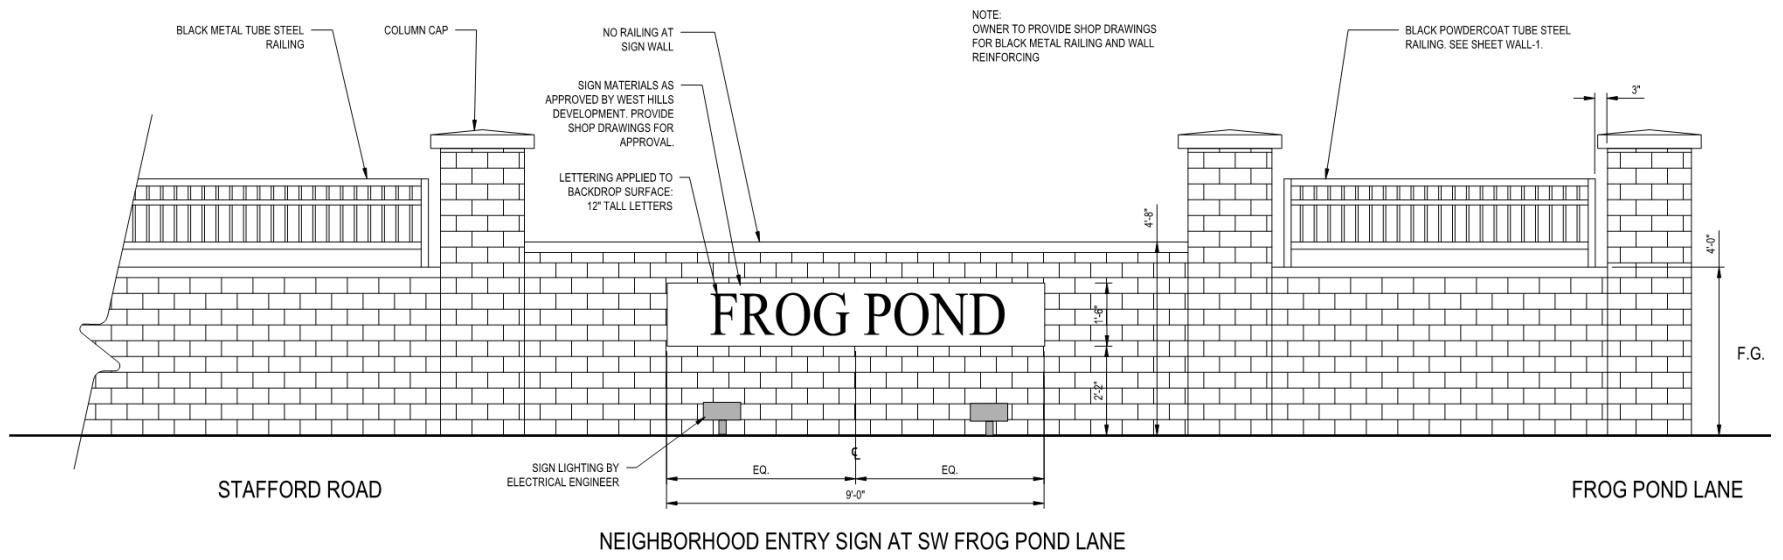 BLACK METAL TUBE STEEL
RAILING
COLUMN CAP
NO RAILING AT
SIGN WALL
SIGN MATERIALS AS
APPROVED BY WEST HILLS
DEVELOPMENT. PROVIDE
SHOP DRAWINGS FOR
APPROVAL.
LETTERING APPLIED TO
BACKDROP SURFACE:
12" TALL LETTERS
NOTE:
OWNER TO PROVIDE SHOP DRAWINGS
FOR BLACK METAL RAILING AND WALL
REINFORCING
BLACK POWDERCOAT TUBE STEEL
RAILING. SEE SHEET WALL-1.
3"
4'-8"
4'-0"
FROG POND
1'-6"
2'-2"
F.G.
SIGN LIGHTING BY
ELECTRICAL ENGINEER
℄
EQ.
EQ.
9'-0"
STAFFORD ROAD
FROG POND LANE
NEIGHBORHOOD ENTRY SIGN AT SW FROG POND LANE